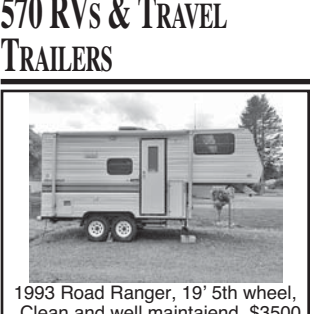 570 RVs & Travel
Trailers
1993 Road Ranger, 19' 5th wheel,
Clean and well maintaiend. $3500